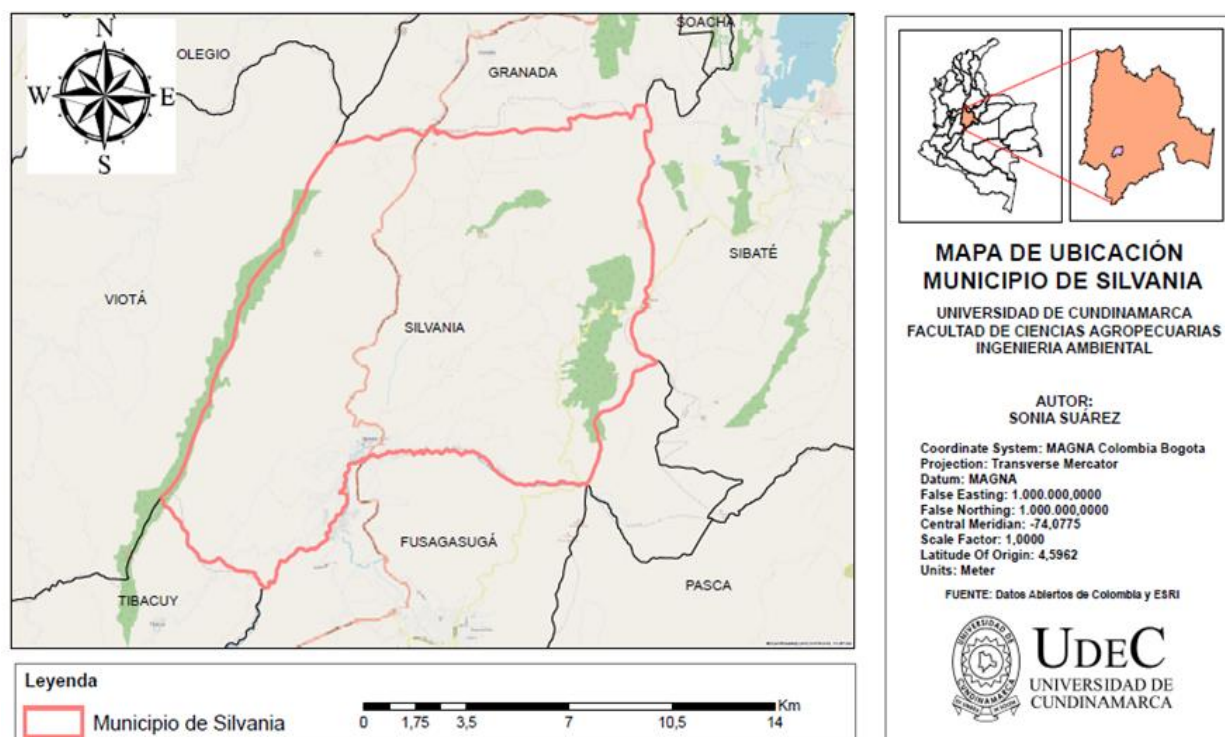 N
W E
S
OLEGIO
SOACHA
GRANADA
SIBATÉ
VIOTÁ
SILVANIA
FUSAGASUGÁ
PASCA
TIBACUY
Leyenda
Municipio de Silvania
0 1,75 3,5 7 10,5 14 Km
MAPA DE UBICACIÓN
MUNICIPIO DE SILVANIA
UNIVERSIDAD DE CUNDINAMARCA
FACULTAD DE CIENCIAS AGROPECUARIAS
INGENIERIA AMBIENTAL
AUTOR:
SONIA SUÁREZ
Coordinate System: MAGNA Colombia Bogota
Projection: Transverse Mercator
Datum: MAGNA
False Easting: 1.000.000,0000
False Northing: 1.000.000,0000
Central Meridian: -74,0775
Scale Factor: 1,0000
Latitude Of Origin: 4,5962
Units: Meter
FUENTE: Datos Abiertos de Colombia y ESRI
UNIVERSIDAD DE
CUNDINAMARCA
UDEC
UNIVERSIDAD DE
CUNDINAMARCA